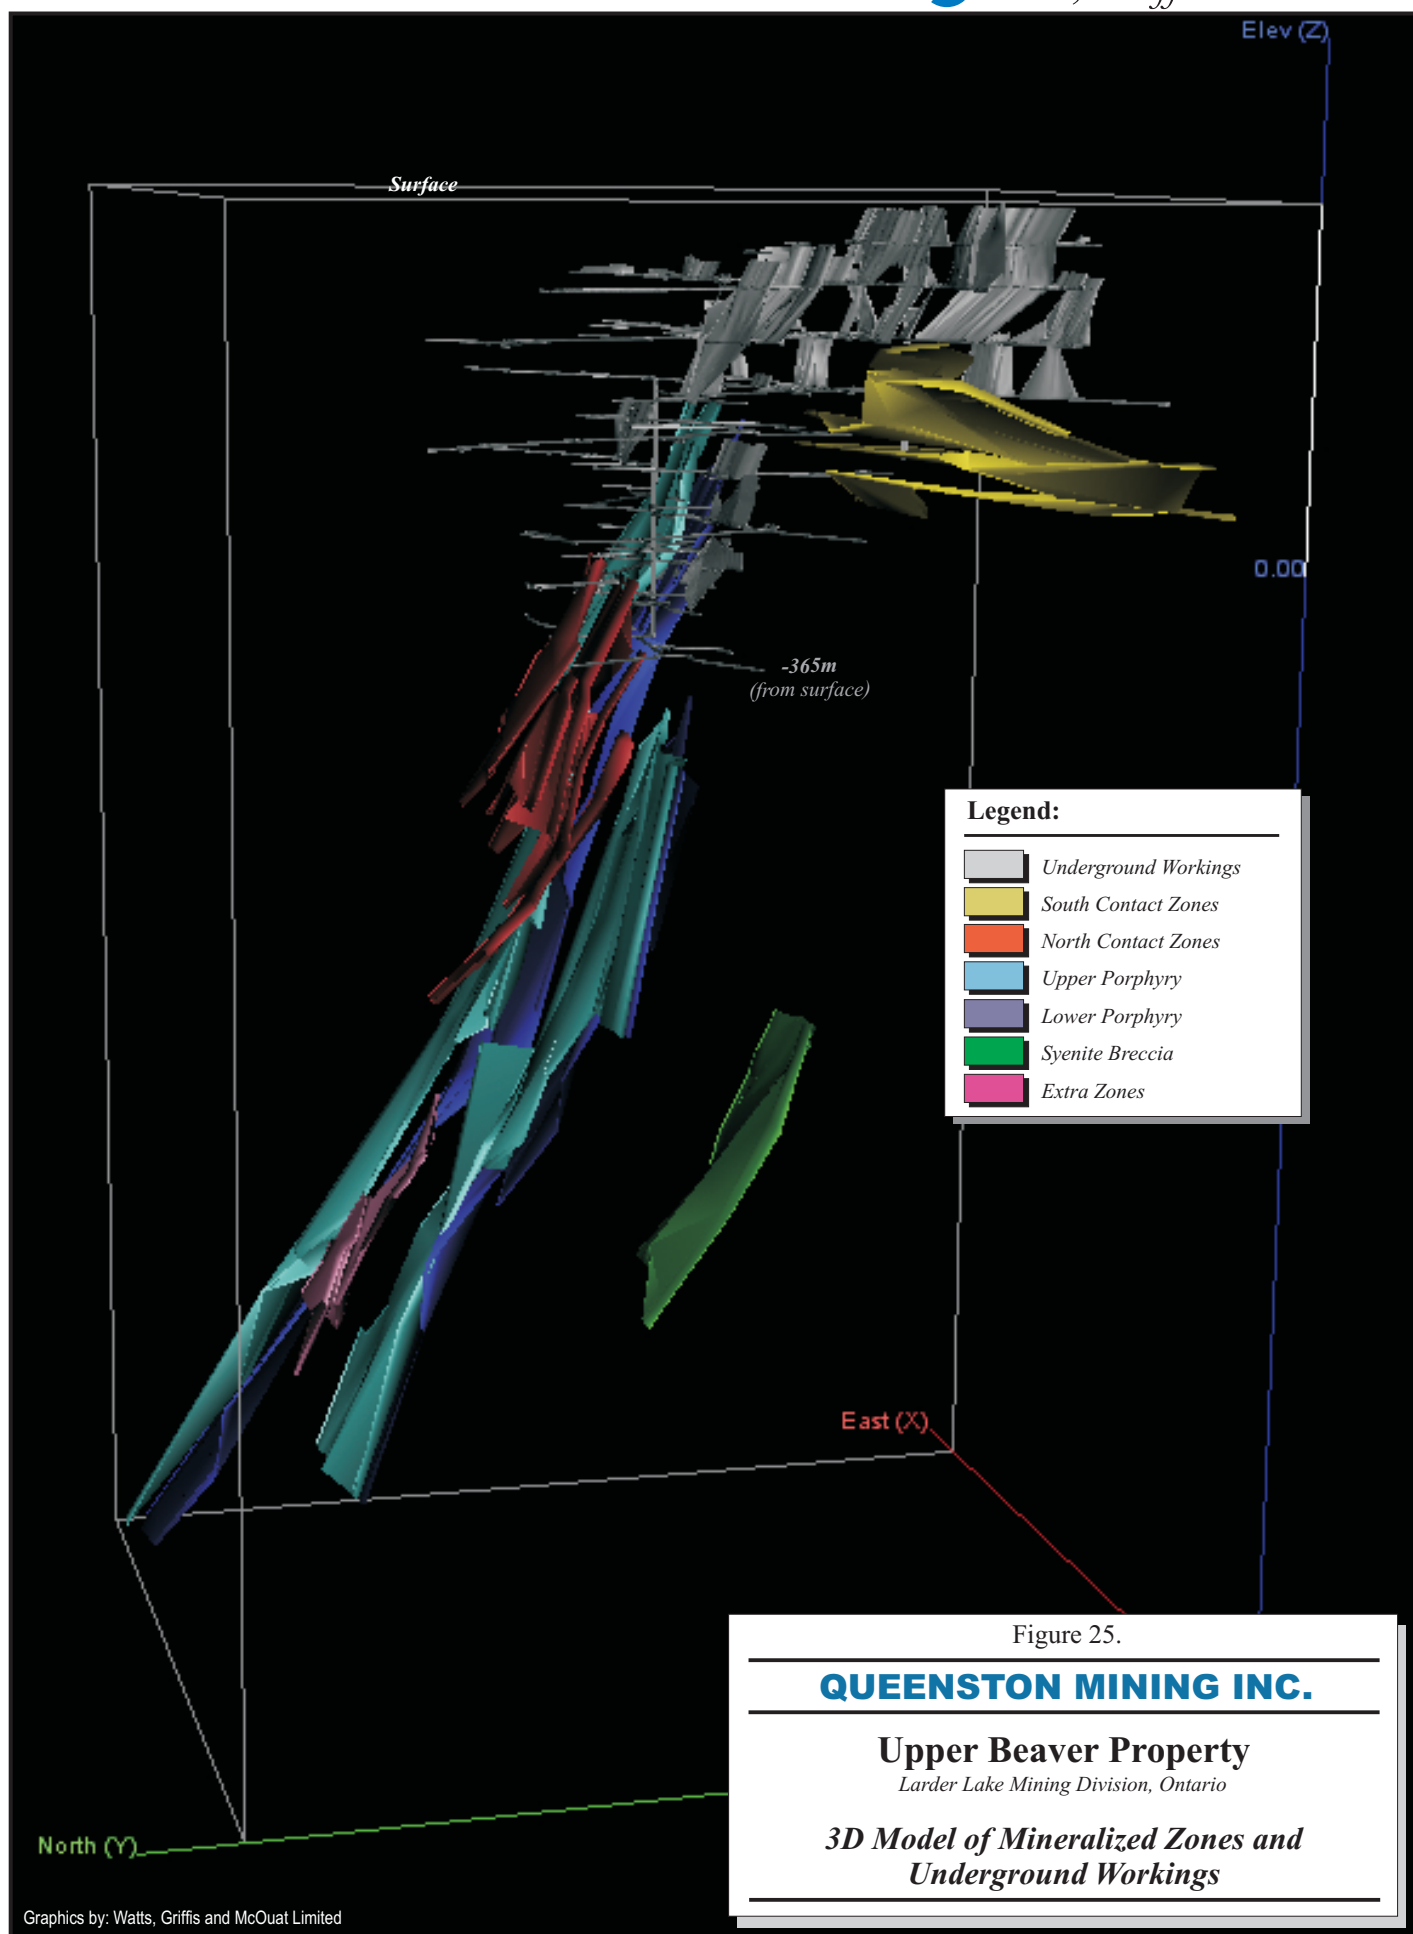 Elev (Z)
Surface
0.00
-365m
(from surface)
Legend:
Underground Workings
South Contact Zones
North Contact Zones
Upper Porphyry
Lower Porphyry
Syenite Breccia
Extra Zones
East (X)
Figure 25.
QUEENSTON MINING INC.
Upper Beaver Property
Larder Lake Mining Division, Ontario
3D Model of Mineralized Zones and
Underground Workings
North (Y)
Graphics by: Watts, Griffis and McOuat Limited